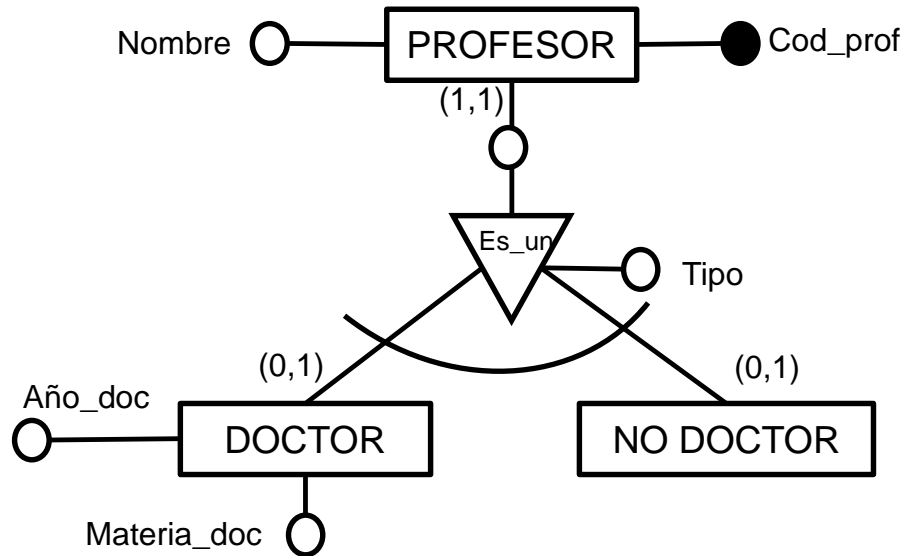 Nombre
PROFESOR
Cod_prof
(1,1)
Es_un
Tipo
(0,1)
(0,1)
Año_doc
DOCTOR
NO DOCTOR
Materia_doc